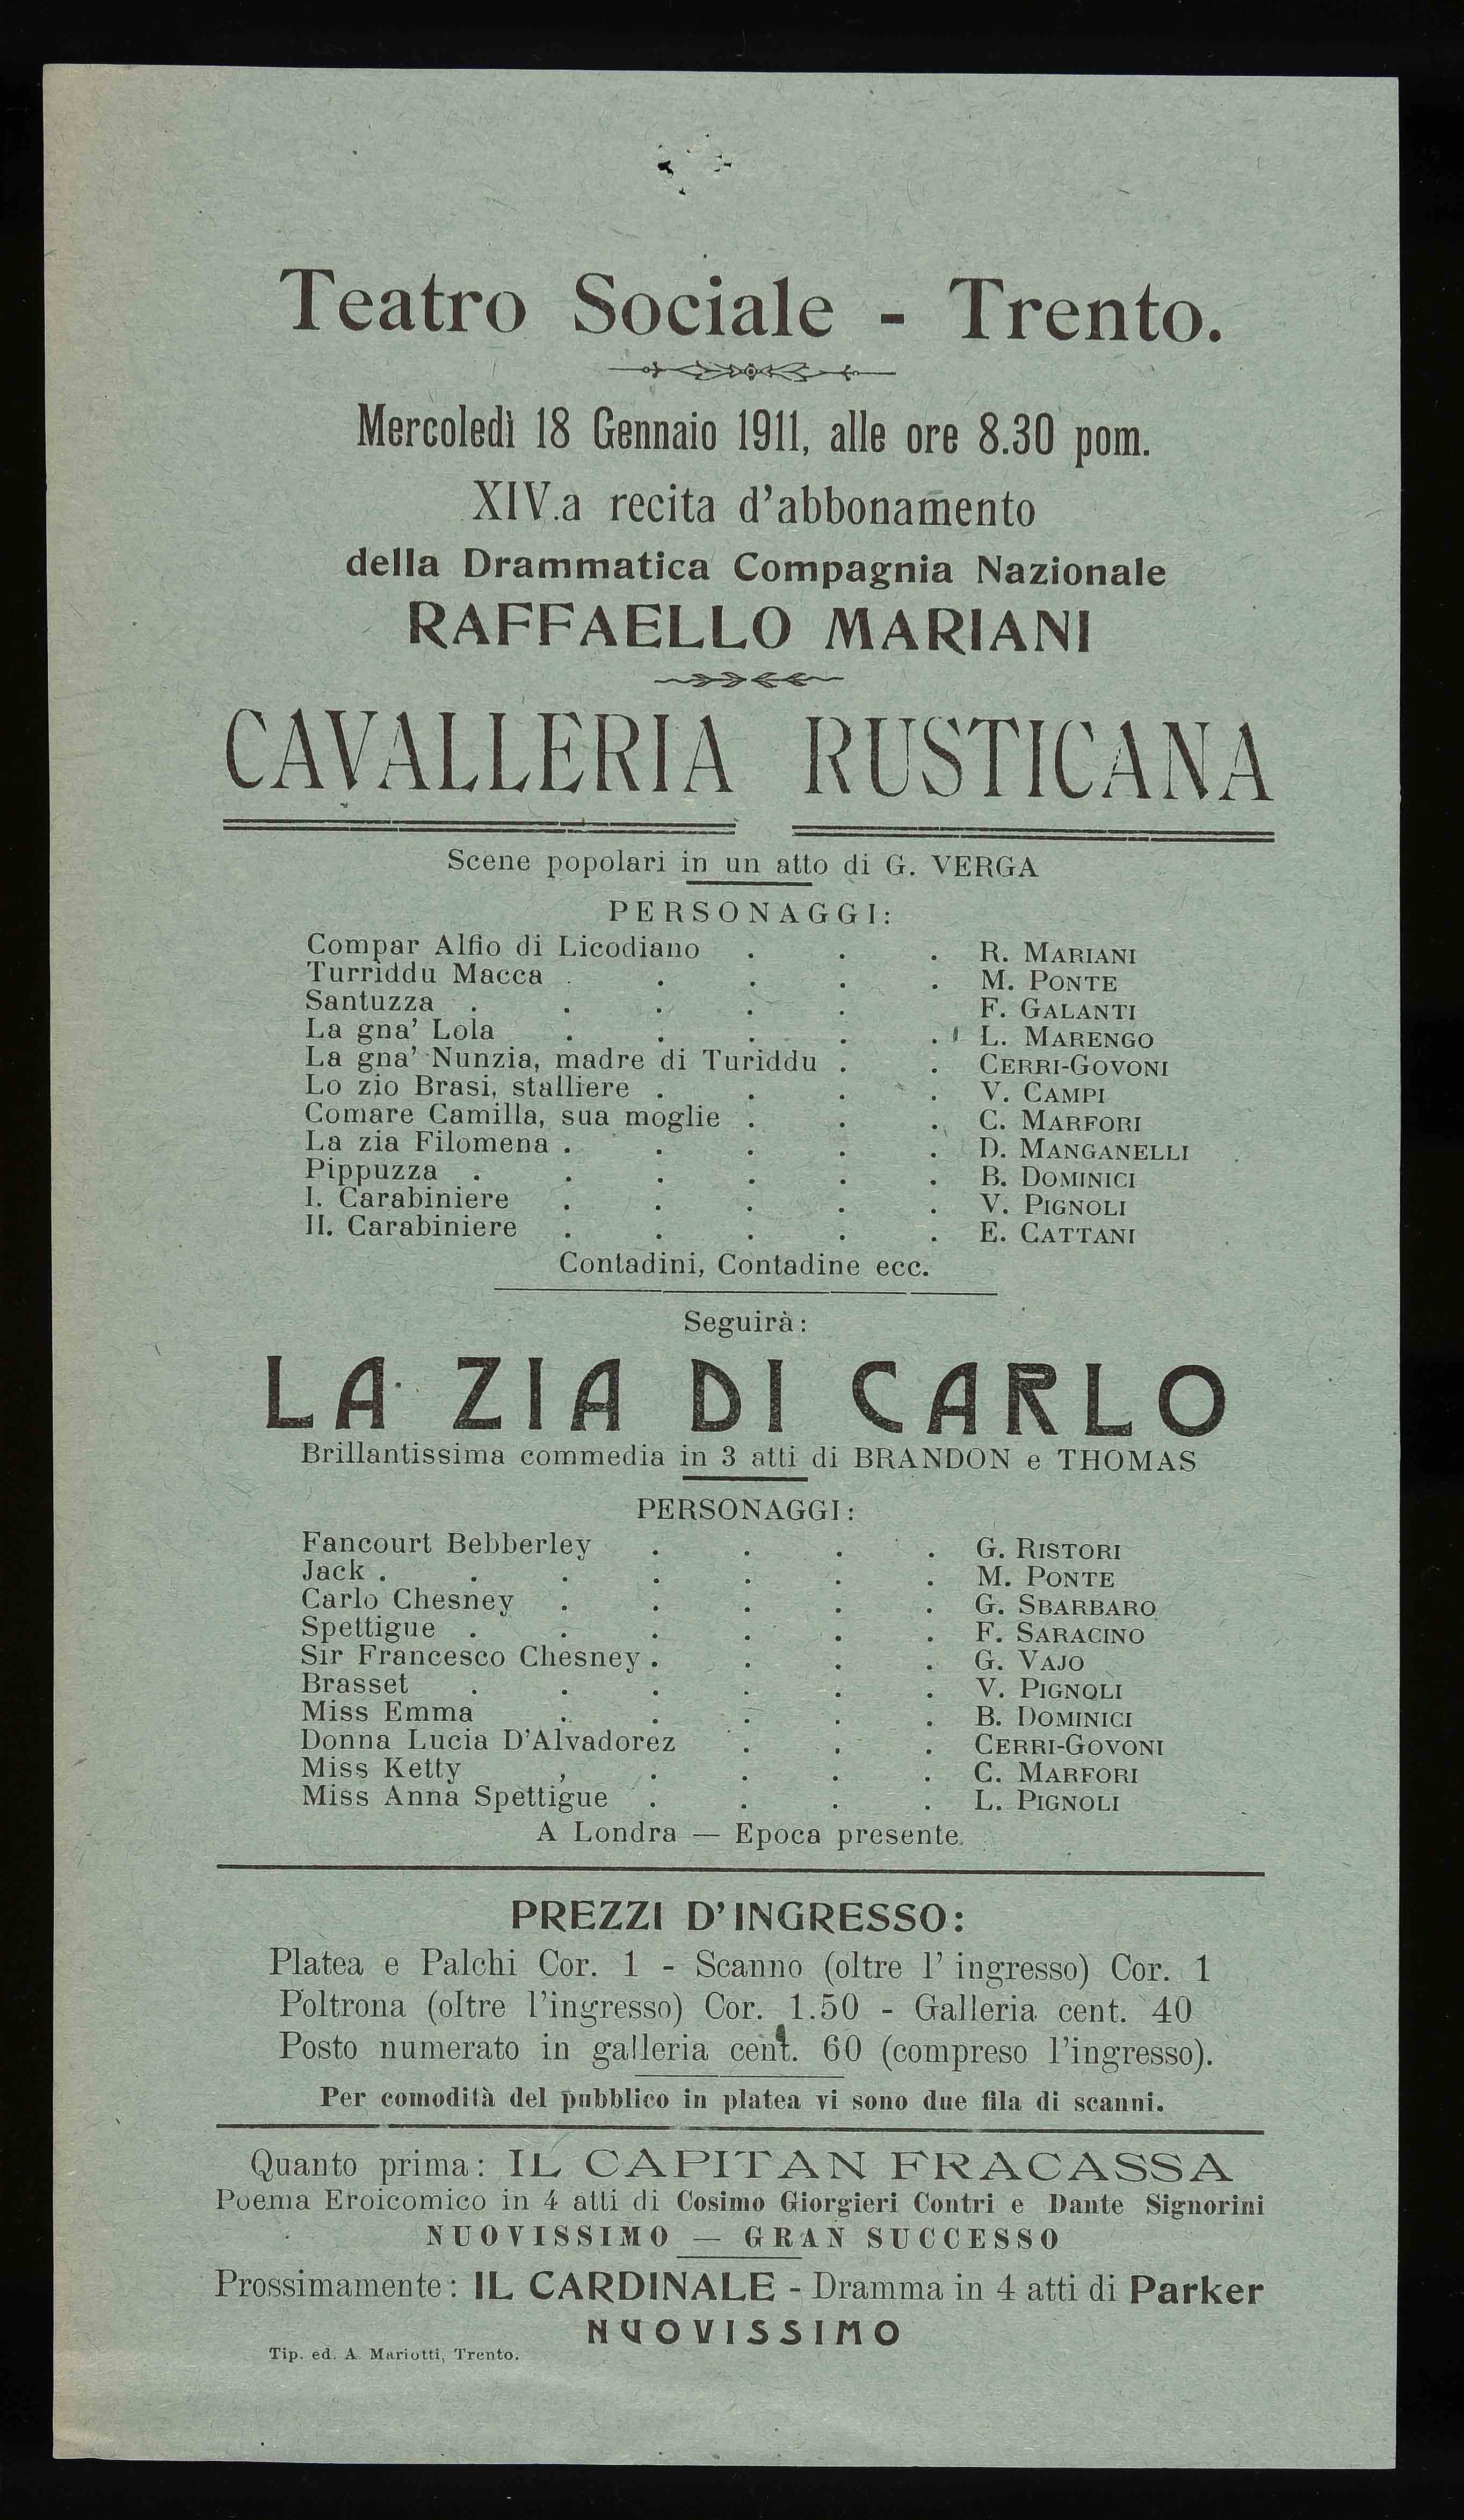 Teatro Sociale - Trento.
Mercoledì 18 Gennaio 1911, alle ore 8.30 pom.
XIV.a recita d'abbonamento
della Drammatica Compagnia Nazionale
RAFFAELLO MARIANI
CAVALLERIA RUSTICANA
Scene popolari in un atto di G. VERGA
PERSONAGGI:
Compar Alfio di Licodiano . . . R. MARIANI
Turriddu Macca . . . . . M. PONTE
Santuzza . . . . . F. GALANTI
La gna' Lola . . . . . L. MARENGO
La gna' Nunzia, madre di Turiddu . . CERRI-GOVONI
Lo zio Brasi, stalliere . . . . V. CAMPI
Comare Camilla, sua moglie . . . C. MARFORI
La zia Filomena . . . . . D. MANGANELLI
Pippuzza . . . . . . B. DOMINICI
I. Carabiniere . . . . . V. PIGNOLI
II. Carabiniere . . . . . E. CATTANI
Contadini, Contadine ecc.
Seguirà:
LA ZIA DI CARLO
Brillantissima commedia in 3 atti di BRANDON e THOMAS
PERSONAGGI:
Fancourt Bebberley . . . . G. RISTORI
Jack . . . . . . . M. PONTE
Carlo Chesney . . . . . G. SBARBARO
Spettigue . . . . . . F. SARACINO
Sir Francesco Chesney . . . . G. VAJO
Brasset . . . . . . V. PIGNOLI
Miss Emma . . . . . B. DOMINICI
Donna Lucia D'Alvadorez . . . CERRI-GOVONI
Miss Ketty , . . . . C. MARFORI
Miss Anna Spettigue . . . . L. PIGNOLI
A Londra — Epoca presente.
PREZZI D'INGRESSO:
Platea e Palchi Cor. 1 - Scanno (oltre l' ingresso) Cor. 1
Poltrona (oltre l'ingresso) Cor. 1.50 - Galleria cent. 40
Posto numerato in galleria cent. 60 (compreso l'ingresso).
Per comodità del pubblico in platea vi sono due fila di scanni.
Quanto prima: IL CAPITAN FRACASSA
Poema Eroicomico in 4 atti di Cosimo Giorgieri Contri e Dante Signorini
NUOVISSIMO — GRAN SUCCESSO
Prossimamente: IL CARDINALE - Dramma in 4 atti di Parker
NUOVISSIMO
Tip. ed. A. Mariotti, Trento.